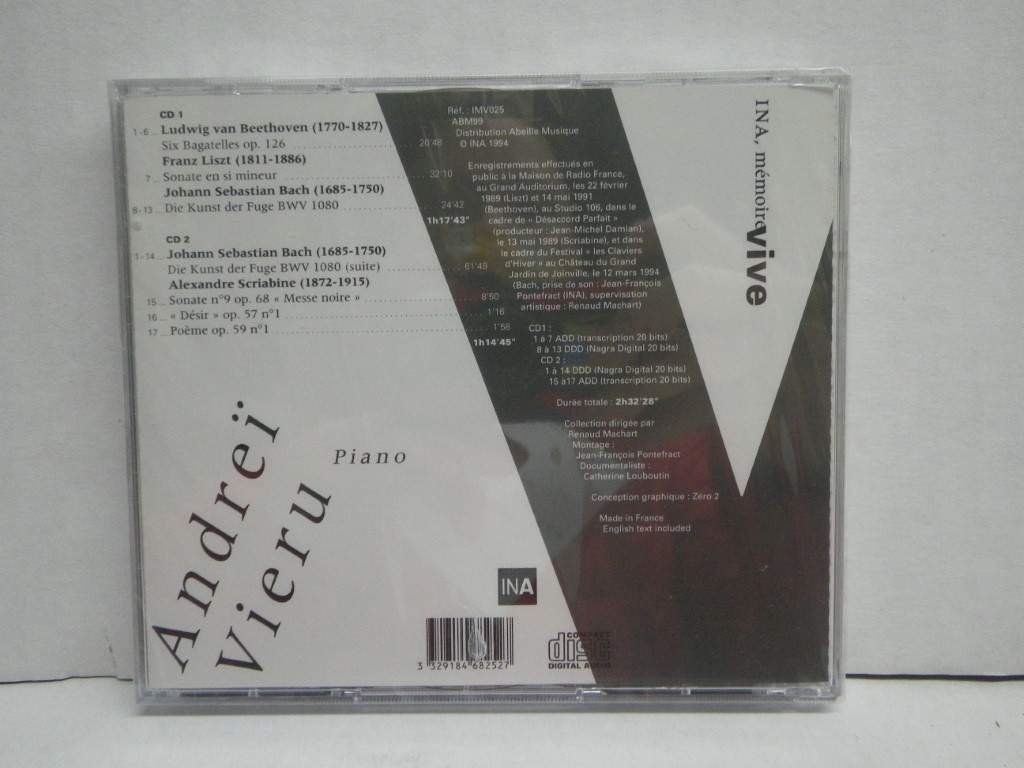 CD 1
1-6 Ludwig van Beethoven (1770-1827)
Six Bagatelles op. 126 20'48
Franz Liszt (1811-1886)
7 Sonate en si mineur 32'10
Johann Sebastian Bach (1685-1750)
8-13 Die Kunst der Fuge BWV 1080 24'42
1h17'43"
CD 2
1-14 Johann Sebastian Bach (1685-1750)
Die Kunst der Fuge BWV 1080 (suite) 61'49
Alexandre Scriabine (1872-1915)
15 Sonate n°9 op. 68 « Messe noire » 8'50
16 « Désir » op. 57 n°1 1'16
17 Poème op. 59 n°1 1'58
1h14'45"
Réf. : IMV025
ABM99
Distribution Abeille Musique
© INA 1994
Enregistrements effectués en
public à la Maison de Radio France,
au Grand Auditorium, les 22 février
1989 (Liszt) et 14 mai 1991
(Beethoven), au Studio 106, dans le
cadre de « Désaccord Parfait »
(producteur : Jean-Michel Damian),
le 13 mai 1989 (Scriabine), et dans
le cadre du Festival « les Claviers
d'Hiver » au Château du Grand
Jardin de Joinville, le 12 mars 1994
(Bach, prise de son : Jean-François
Pontefract (INA), supervision
artistique : Renaud Machart)
CD1 :
1 à 7 ADD (transcription 20 bits)
8 à 13 DDD (Nagra Digital 20 bits)
CD 2 :
1 à 14 DDD (Nagra Digital 20 bits)
15 à17 ADD (transcription 20 bits)
Durée totale : 2h32'28"
Collection dirigée par
Renaud Machart
Montage :
Jean-François Pontefract
Documentaliste :
Catherine Louboutin
Conception graphique : Zéro 2
Made in France
English text included
INA, mémoire
vive
Andreï
Vieru
Piano
INA
3 329184 682527
COMPACT
disc
DIGITAL AUDIO